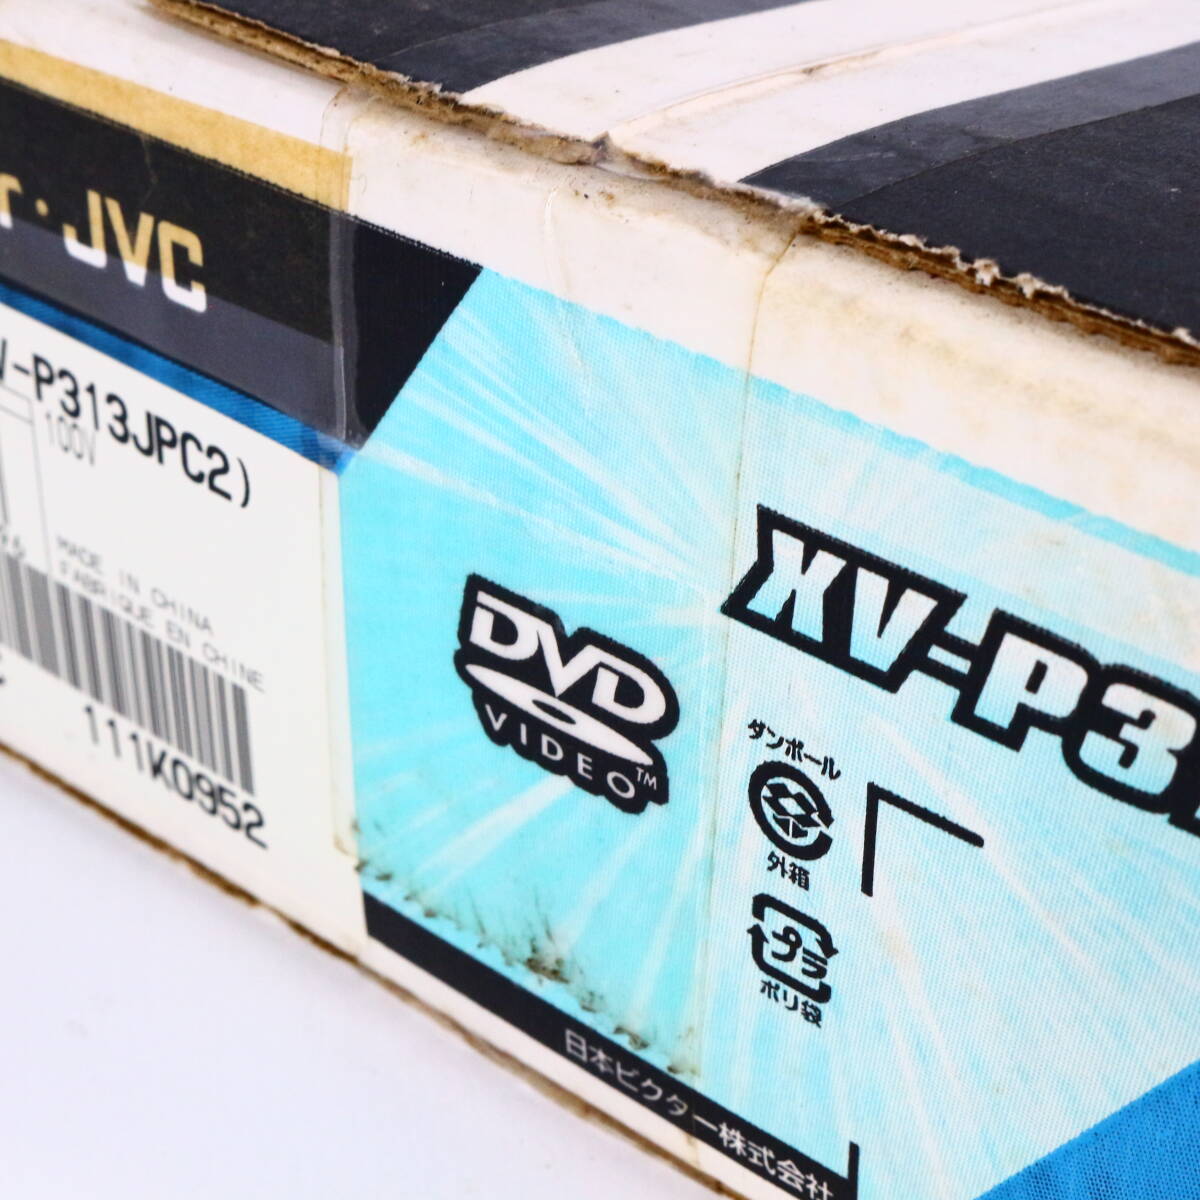 r・JVC
V-P313JPC2)
100V
MADE IN CHINA
FABRIQUE EN CHINE
111K0952
DVD
VIDEO™
XV-P3
ダンボール
外箱
プラ
ポリ袋
日本ビクター株式会社